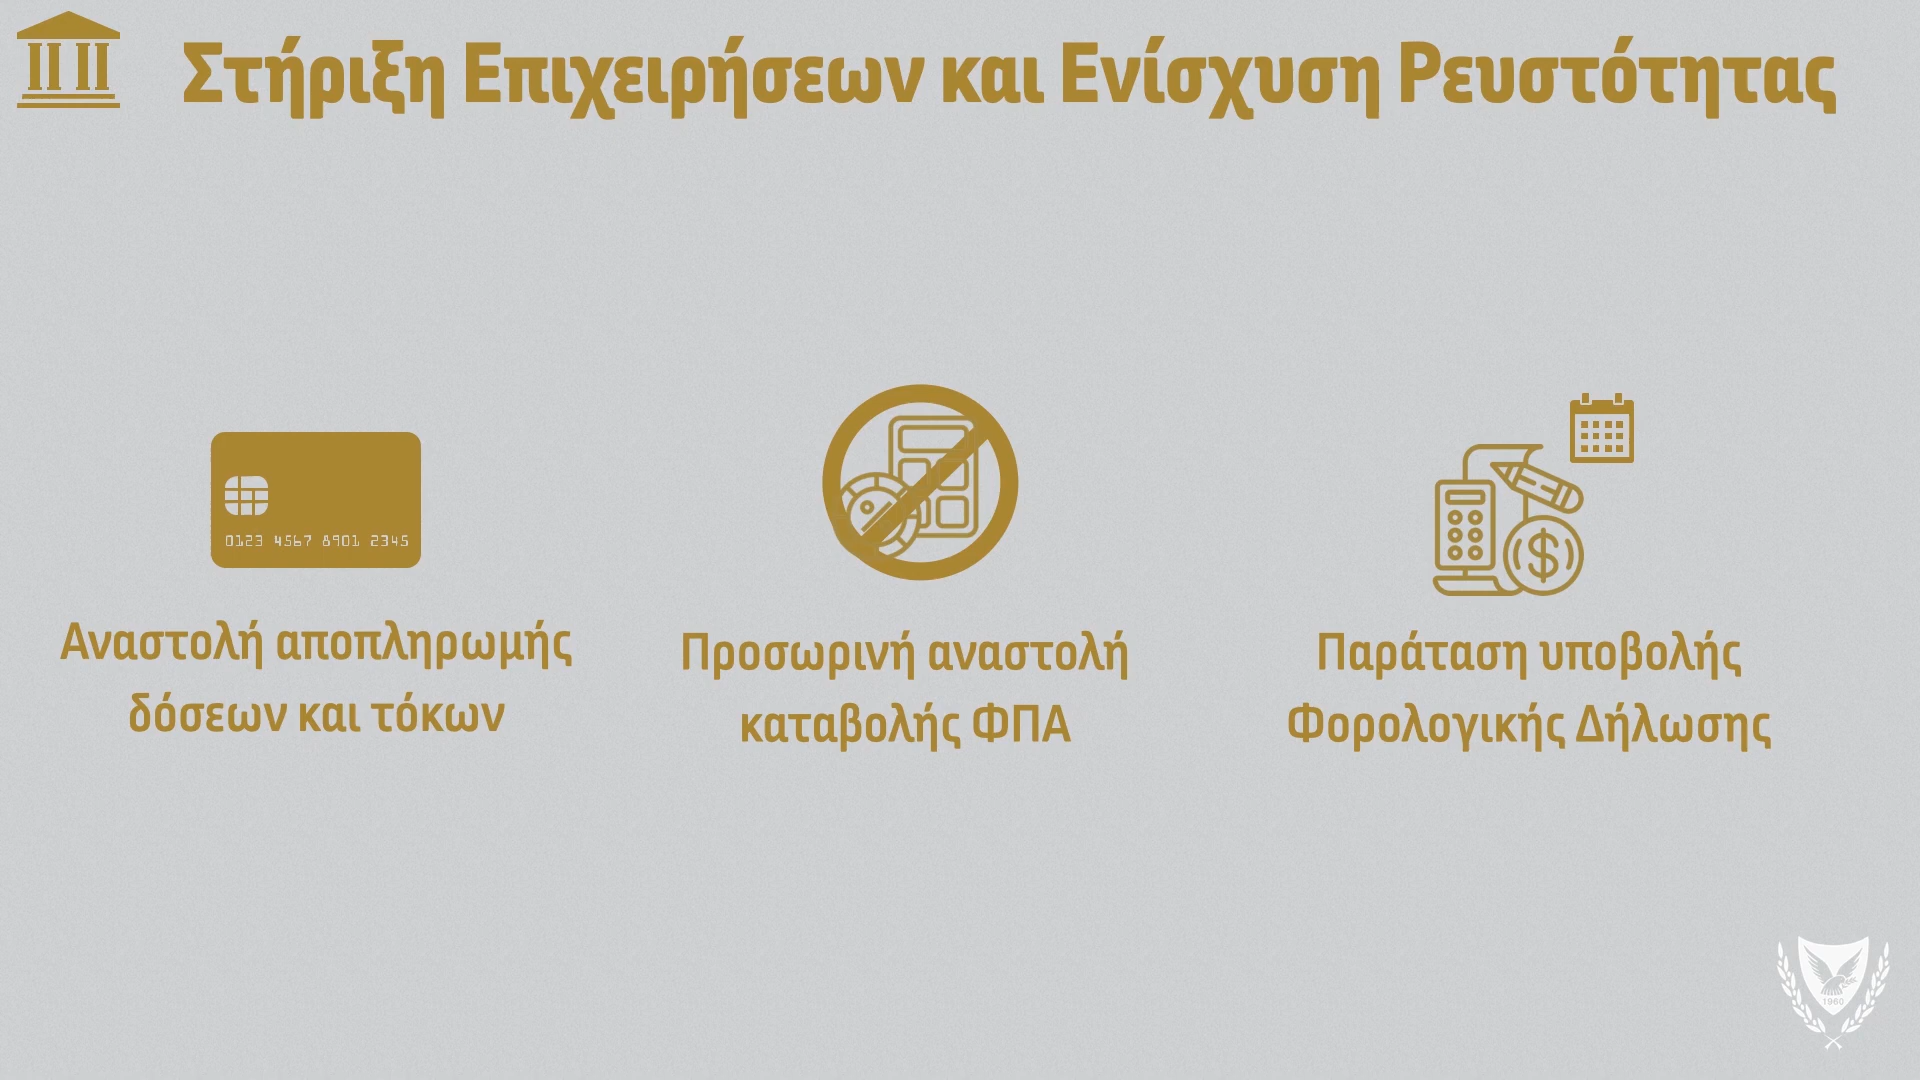 Στήριξη Επιχειρήσεων και Ενίσχυση Ρευστότητας
0123 4567 8901 2345
Αναστολή αποπληρωμής
δόσεων και τόκων
Προσωρινή αναστολή
καταβολής ΦΠΑ
$
Παράταση υποβολής
Φορολογικής Δήλωσης
1960